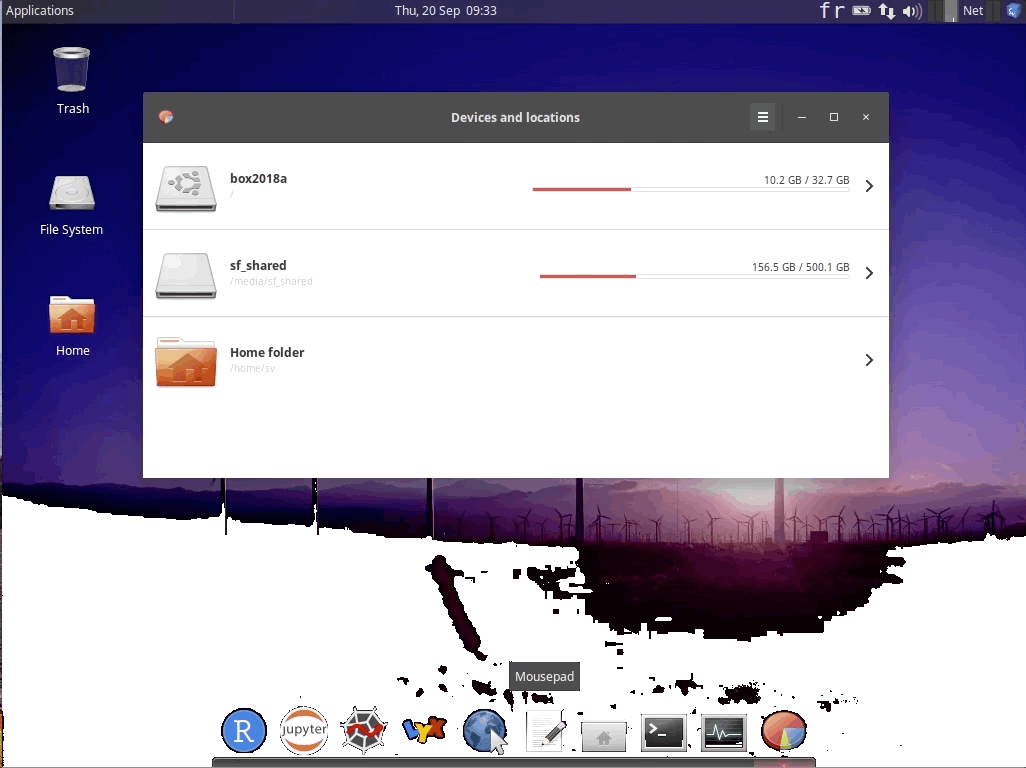 Applications
Thu, 20 Sep 09:33
fr
Net
Trash
File System
Home
Devices and locations
box2018a
/
10.2 GB / 32.7 GB
sf_shared
/media/sf_shared
156.5 GB / 500.1 GB
Home folder
/home/sv
Mousepad
R
jupyter
LyX
>_